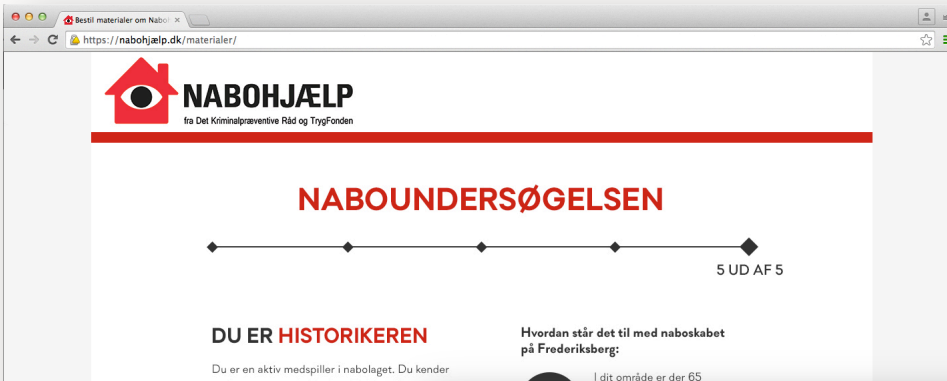 Bestil materialer om Nabo
https://nabohjælp.dk/materialer/
NABOHJÆLP
fra Det Kriminalpræventive Råd og TrygFonden
NABOUNDERSØGELSEN
5 UD AF 5
DU ER HISTORIKEREN
Du er en aktiv medspiller i nabolaget. Du kender
Hvordan står det til med naboskabet
på Frederiksberg:
I dit område er der 65